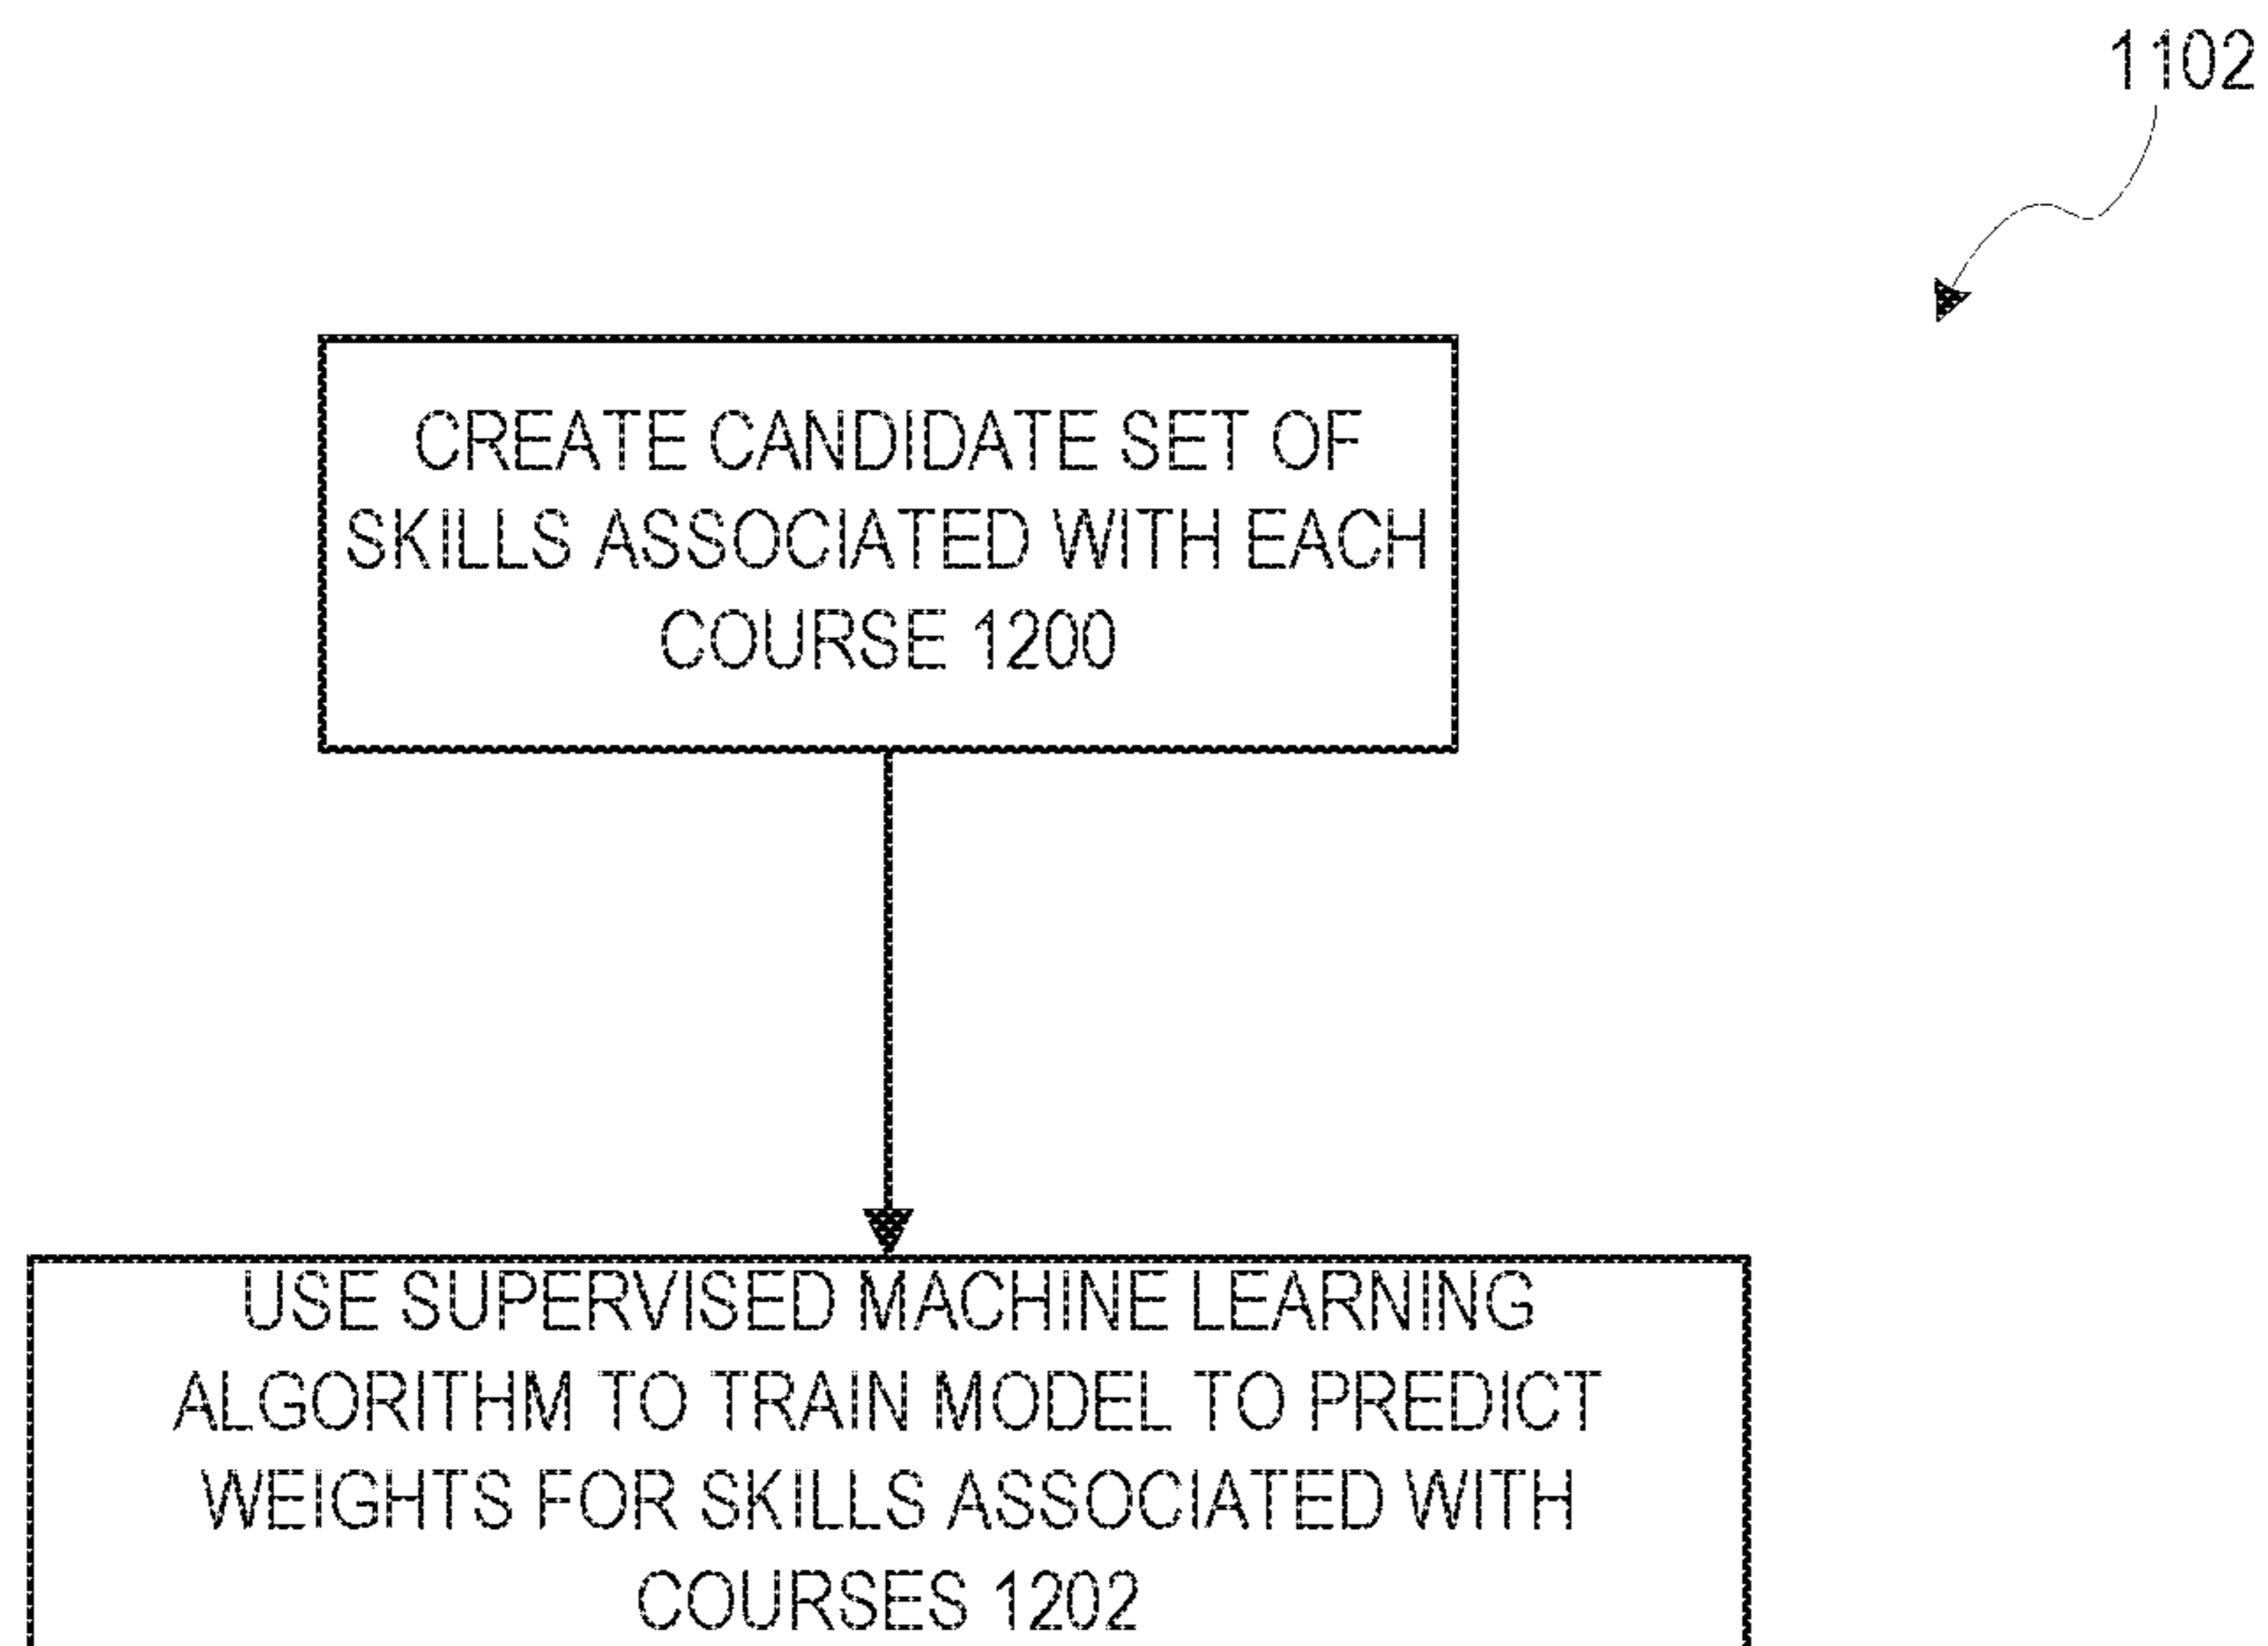 1102
CREATE CANDIDATE SET OF
SKILLS ASSOCIATED WITH EACH
COURSE 1200
USE SUPERVISED MACHINE LEARNING
ALGORITHM TO TRAIN MODEL TO PREDICT
WEIGHTS FOR SKILLS ASSOCIATED WITH
COURSES 1202